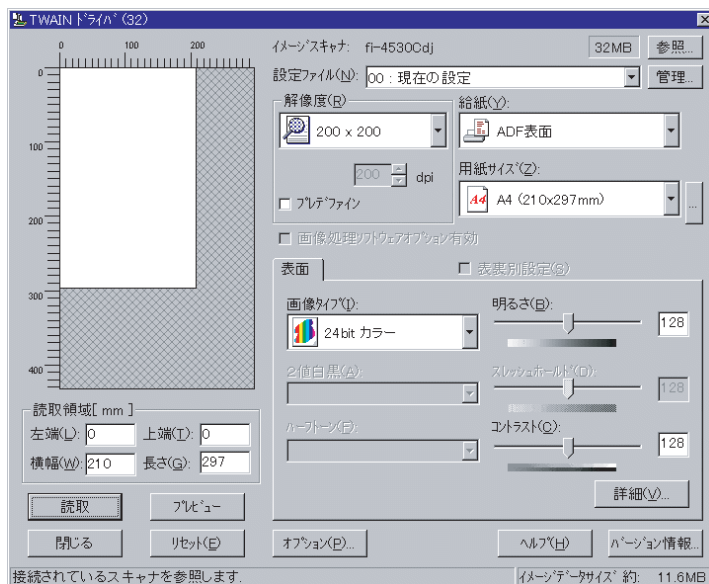 TWAIN ﾄﾞﾗｲﾊﾞ(32)
0 100 200
0
100
200
300
400
ｲﾒｰｼﾞｽｷｬﾅ: fi-4530Cdj 32MB 参照...
設定ﾌｧｲﾙ(N): 00 : 現在の設定 管理...
解像度(R)
200 x 200
200 dpi
ﾌﾟﾚﾃﾞﾌｧｲﾝ
給紙(Y):
ADF表面
用紙ｻｲｽﾞ(Z):
A4 A4 (210x297mm) ...
画像処理ｿﾌﾄｳｪｱｵﾌﾟｼｮﾝ有効
表面 表裏別設定(S)
画像ﾀｲﾌﾟ(I):
24bit カラー
2値白黒(A):
ﾊｰﾌﾄｰﾝ(F):
明るさ(B):
128
ｽﾚｯｼｭﾎｰﾙﾄﾞ(D):
128
ｺﾝﾄﾗｽﾄ(C):
128
詳細(V)...
読取領域[ mm ]
左端(L): 0 上端(T): 0
横幅(W): 210 長さ(G): 297
読取 ﾌﾟﾚﾋﾞｭｰ
閉じる ﾘｾｯﾄ(E) ｵﾌﾟｼｮﾝ(P)... ﾍﾙﾌﾟ(H) ﾊﾞｰｼﾞｮﾝ情報...
接続されているスキャナを参照します. ｲﾒｰｼﾞﾃﾞｰﾀｻｲｽﾞ 約: 11.6MB